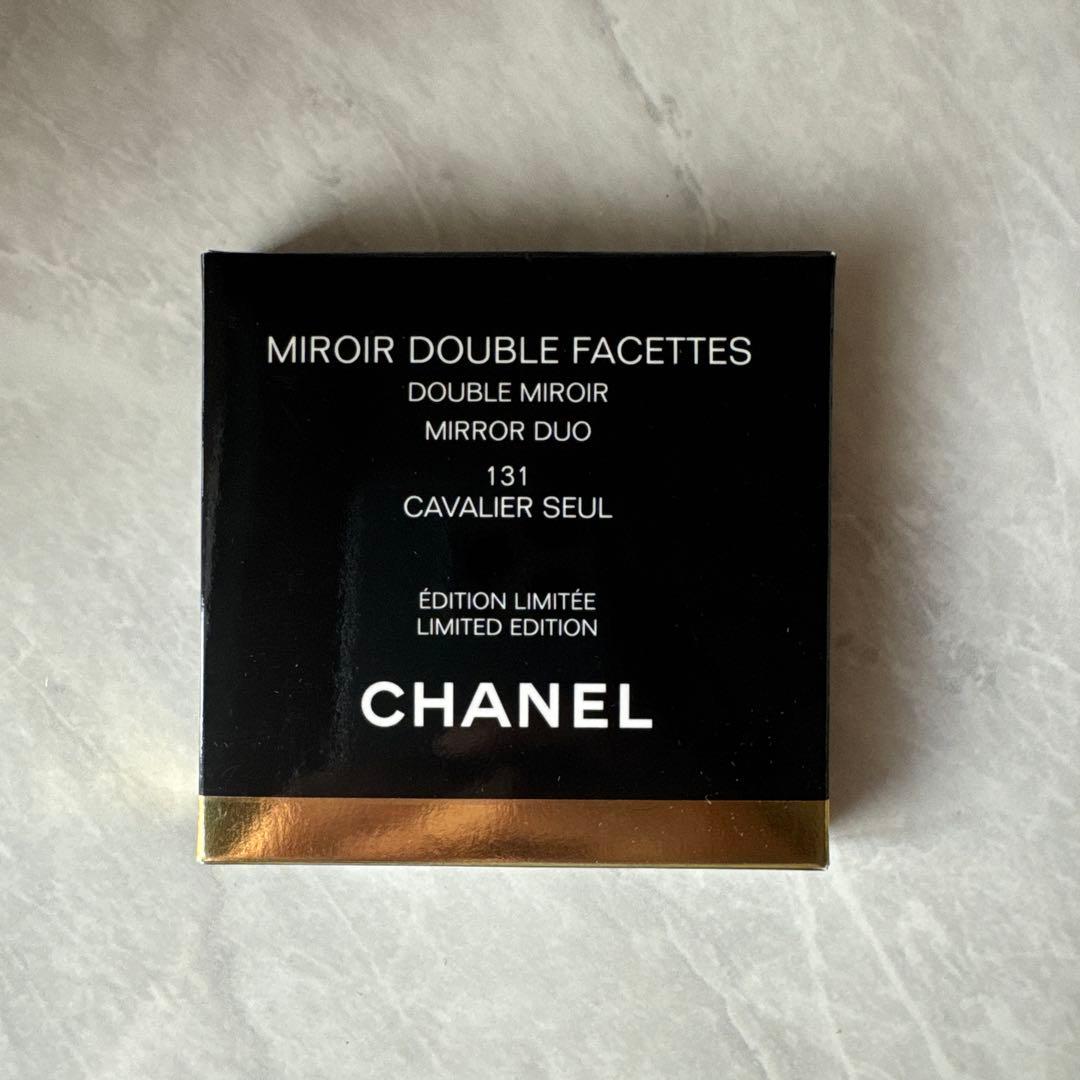 MIROIR DOUBLE FACETTES
DOUBLE MIROIR
MIRROR DUO
131
CAVALIER SEUL
ÉDITION LIMITÉE
LIMITED EDITION
CHANEL